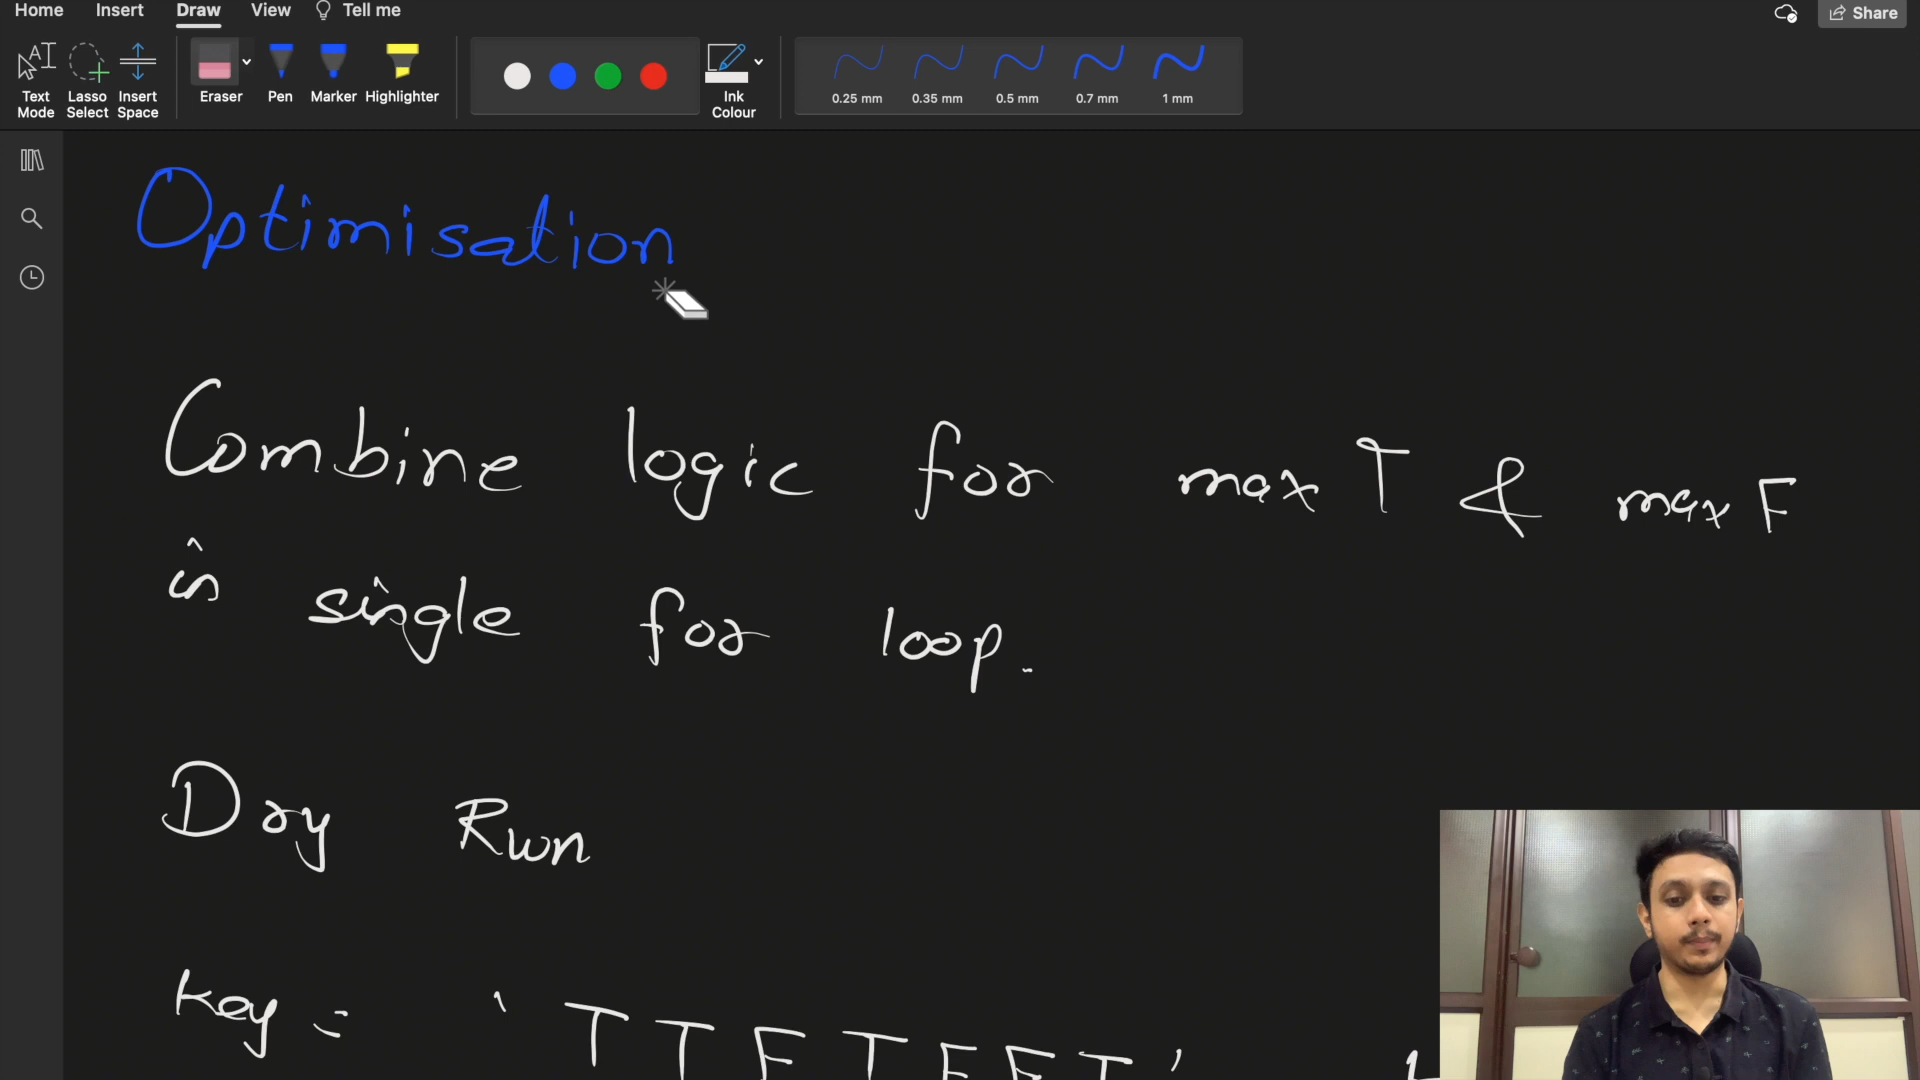 Home Insert Draw View Tell me Share
Text Mode Lasso Select Insert Space Eraser Pen Marker Highlighter Ink Colour 0.25 mm 0.35 mm 0.5 mm 0.7 mm 1 mm
Optimisation
Combine logic for maxT & maxF
in single for loop.
Dry Run
key = 'TTFTFFT'